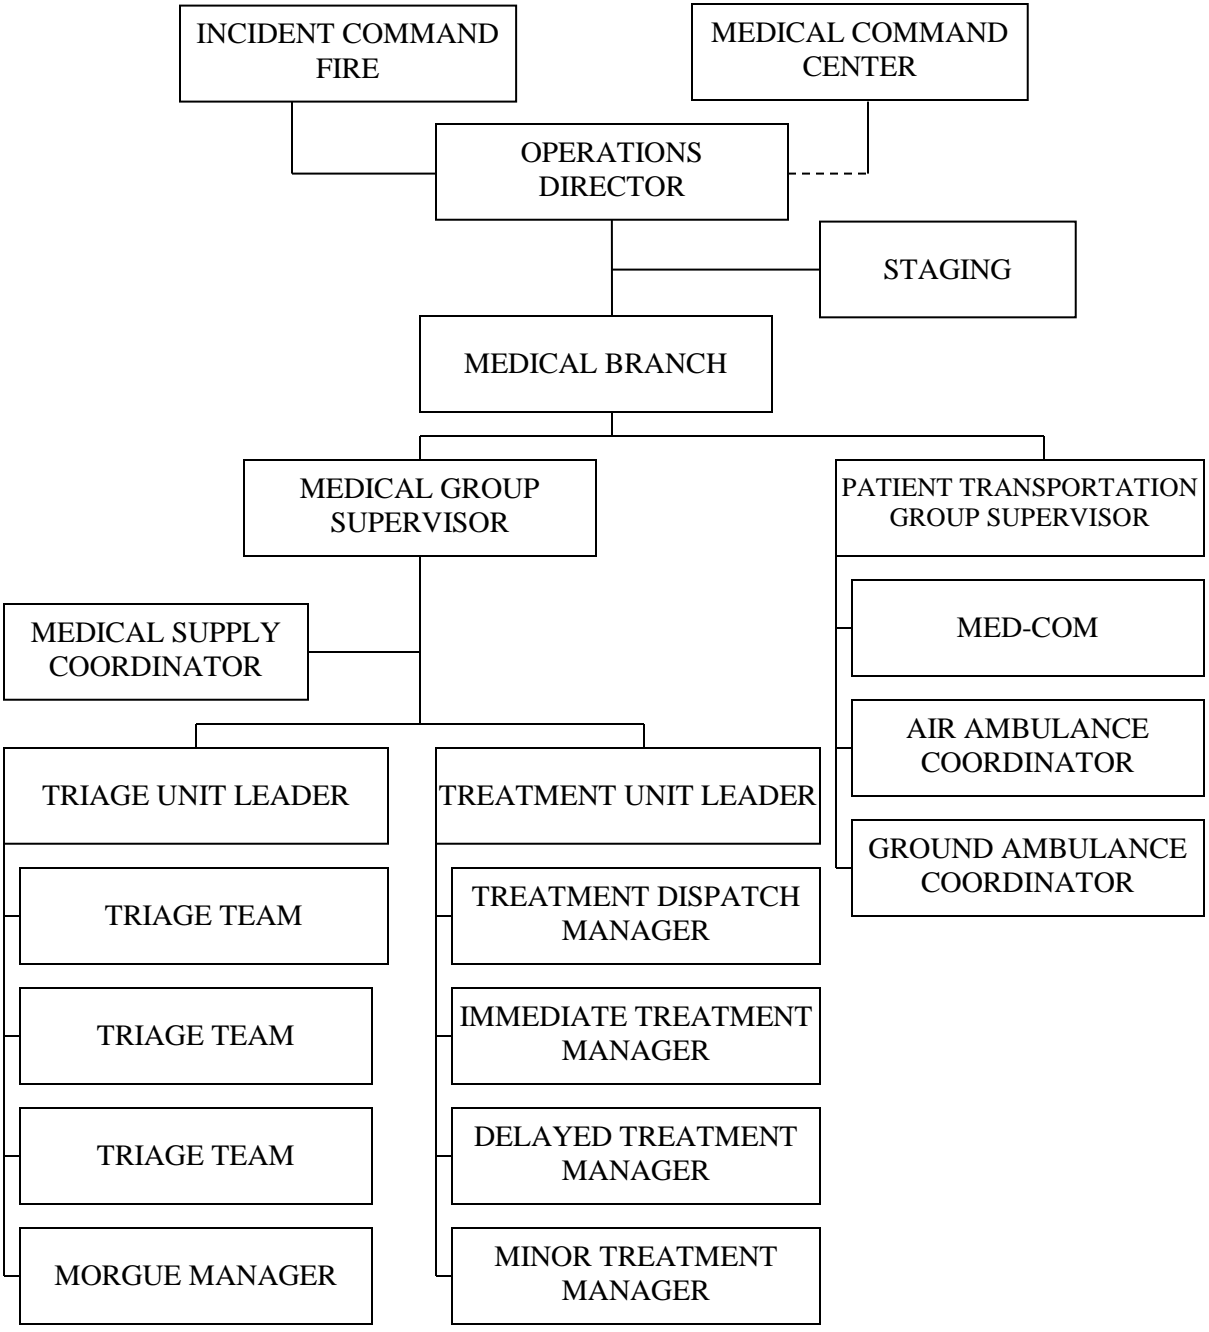 INCIDENT COMMAND
FIRE
MEDICAL COMMAND
CENTER
OPERATIONS
DIRECTOR
STAGING
MEDICAL BRANCH
MEDICAL GROUP
SUPERVISOR
PATIENT TRANSPORTATION
GROUP SUPERVISOR
MEDICAL SUPPLY
COORDINATOR
MED-COM
AIR AMBULANCE
COORDINATOR
GROUND AMBULANCE
COORDINATOR
TRIAGE UNIT LEADER
TRIAGE TEAM
TRIAGE TEAM
TRIAGE TEAM
MORGUE MANAGER
TREATMENT UNIT LEADER
TREATMENT DISPATCH
MANAGER
IMMEDIATE TREATMENT
MANAGER
DELAYED TREATMENT
MANAGER
MINOR TREATMENT
MANAGER